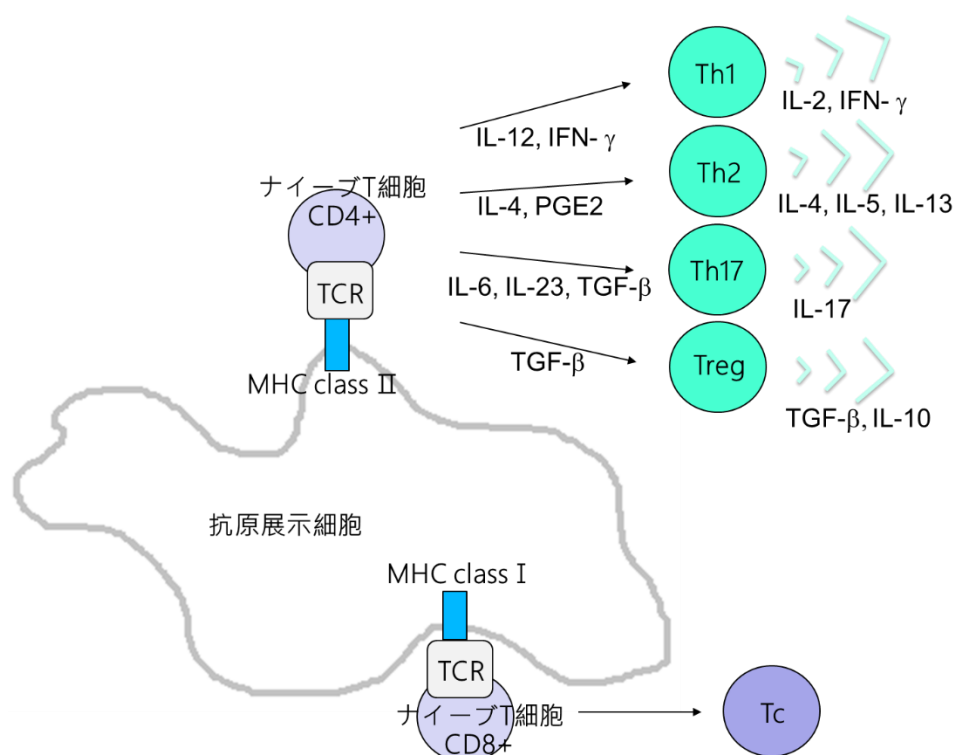 Th1
IL-2, IFN- γ
IL-12, IFN- γ
ナイーブT細胞
CD4+
Th2
IL-4, PGE2
IL-4, IL-5, IL-13
TCR
Th17
IL-6, IL-23, TGF-β
IL-17
MHC class Ⅱ
TGF-β
Treg
TGF-β, IL-10
抗原展示細胞
MHC class Ⅰ
TCR
ナイーブT細胞
CD8+
Tc